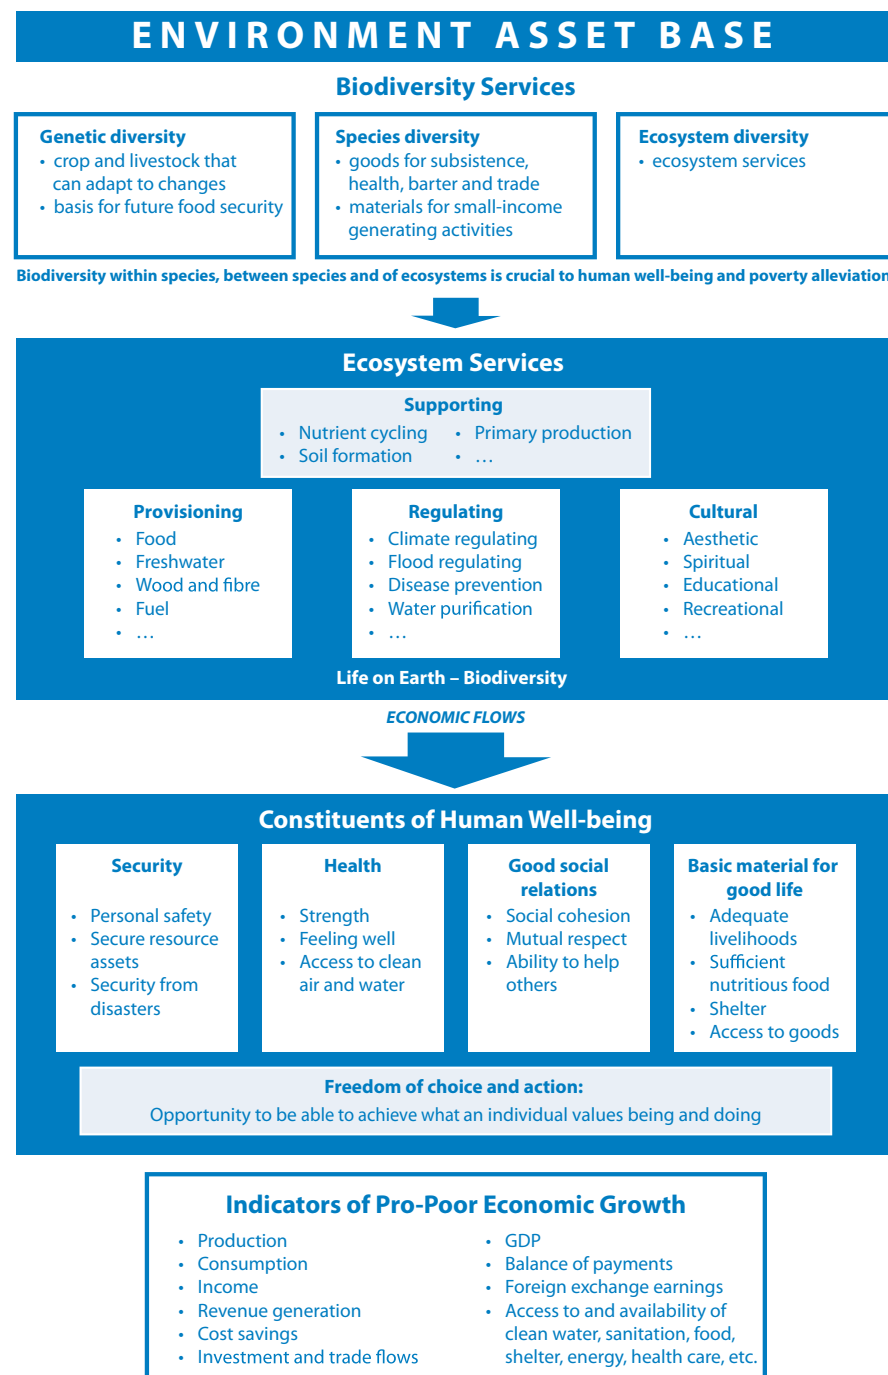 ENVIRONMENT ASSET BASE
Biodiversity Services
Genetic diversity
• crop and livestock that
can adapt to changes
• basis for future food security
Species diversity
• goods for subsistence,
health, barter and trade
• materials for small-income
generating activities
Ecosystem diversity
• ecosystem services
Biodiversity within species, between species and of ecosystems is crucial to human well-being and poverty alleviation
Ecosystem Services
Supporting
• Nutrient cycling
• Soil formation
• Primary production
• …
Provisioning
• Food
• Freshwater
• Wood and fibre
• Fuel
• …
Regulating
• Climate regulating
• Flood regulating
• Disease prevention
• Water purification
• …
Cultural
• Aesthetic
• Spiritual
• Educational
• Recreational
• …
Life on Earth – Biodiversity
ECONOMIC FLOWS
Constituents of Human Well-being
Security
• Personal safety
• Secure resource
assets
• Security from
disasters
Health
• Strength
• Feeling well
• Access to clean
air and water
Good social
relations
• Social cohesion
• Mutual respect
• Ability to help
others
Basic material for
good life
• Adequate
livelihoods
• Sufficient
nutritious food
• Shelter
• Access to goods
Freedom of choice and action:
Opportunity to be able to achieve what an individual values being and doing
Indicators of Pro-Poor Economic Growth
• Production
• Consumption
• Income
• Revenue generation
• Cost savings
• Investment and trade flows
• GDP
• Balance of payments
• Foreign exchange earnings
• Access to and availability of
clean water, sanitation, food,
shelter, energy, health care, etc.